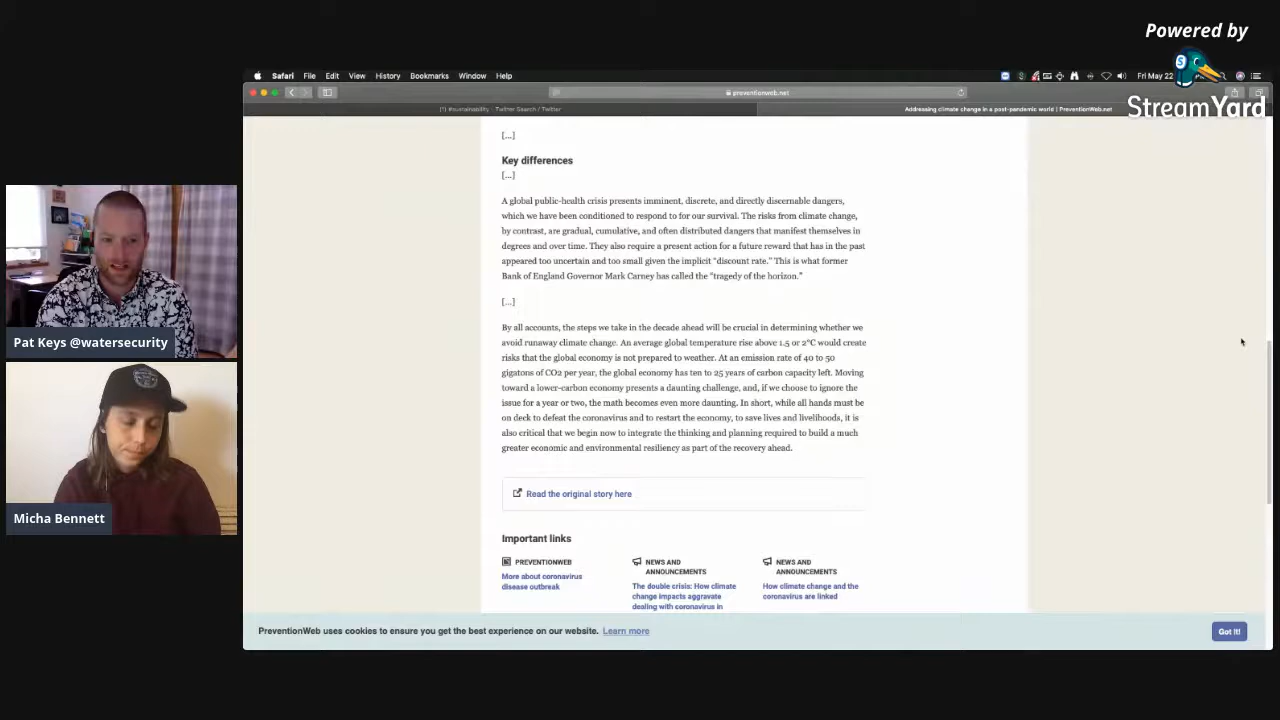 Powered by
StreamYard
Safari File Edit View History Bookmarks Window Help
Fri May 22
preventionweb.net
(1) #sustainability - Twitter Search / Twitter
Addressing climate change in a post-pandemic world | PreventionWeb.net
[...]
Key differences
[...]
A global public-health crisis presents imminent, discrete, and directly discernable dangers,
which we have been conditioned to respond to for our survival. The risks from climate change,
by contrast, are gradual, cumulative, and often distributed dangers that manifest themselves in
degrees and over time. They also require a present action for a future reward that has in the past
appeared too uncertain and too small given the implicit “discount rate.” This is what former
Bank of England Governor Mark Carney has called the “tragedy of the horizon.”
[...]
By all accounts, the steps we take in the decade ahead will be crucial in determining whether we
avoid runaway climate change. An average global temperature rise above 1.5 or 2°C would create
risks that the global economy is not prepared to weather. At an emission rate of 40 to 50
gigatons of CO2 per year, the global economy has ten to 25 years of carbon capacity left. Moving
toward a lower-carbon economy presents a daunting challenge, and, if we choose to ignore the
issue for a year or two, the math becomes even more daunting. In short, while all hands must be
on deck to defeat the coronavirus and to restart the economy, to save lives and livelihoods, it is
also critical that we begin now to integrate the thinking and planning required to build a much
greater economic and environmental resiliency as part of the recovery ahead.
Read the original story here
Important links
PREVENTIONWEB
More about coronavirus
disease outbreak
NEWS AND
ANNOUNCEMENTS
The double crisis: How climate
change impacts aggravate
dealing with coronavirus in
NEWS AND
ANNOUNCEMENTS
How climate change and the
coronavirus are linked
PreventionWeb uses cookies to ensure you get the best experience on our website. Learn more
Got it!
Pat Keys @watersecurity
Micha Bennett